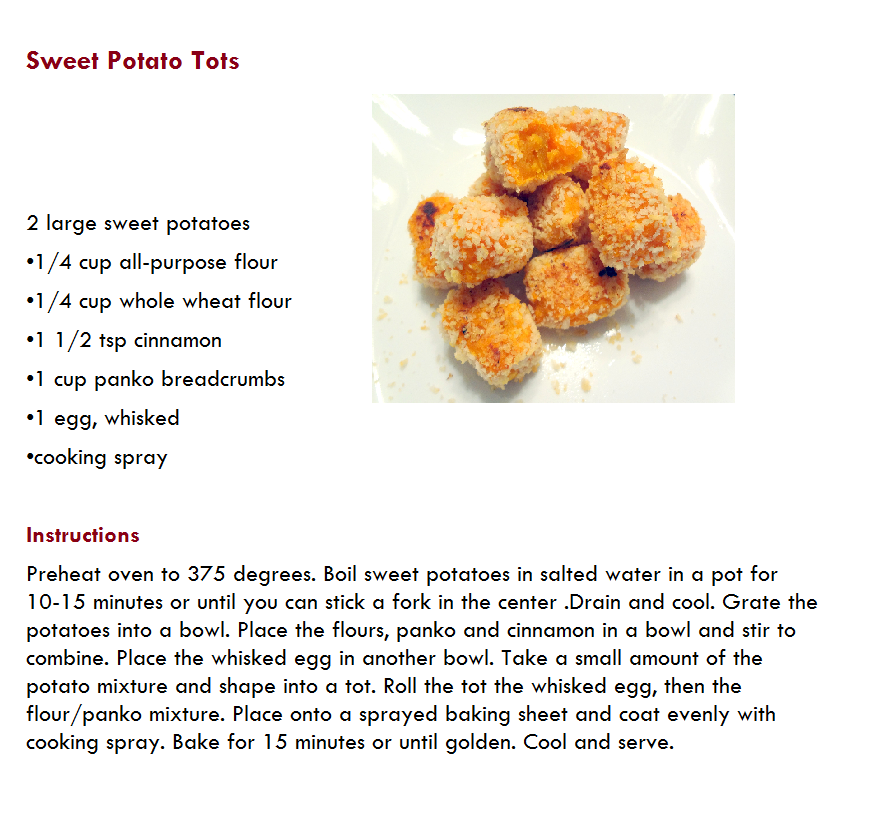 Sweet Potato Tots
2 large sweet potatoes
•1/4 cup all-purpose flour
•1/4 cup whole wheat flour
•1 1/2 tsp cinnamon
•1 cup panko breadcrumbs
•1 egg, whisked
•cooking spray
Instructions
Preheat oven to 375 degrees. Boil sweet potatoes in salted water in a pot for
10-15 minutes or until you can stick a fork in the center .Drain and cool. Grate the
potatoes into a bowl. Place the flours, panko and cinnamon in a bowl and stir to
combine. Place the whisked egg in another bowl. Take a small amount of the
potato mixture and shape into a tot. Roll the tot the whisked egg, then the
flour/panko mixture. Place onto a sprayed baking sheet and coat evenly with
cooking spray. Bake for 15 minutes or until golden. Cool and serve.